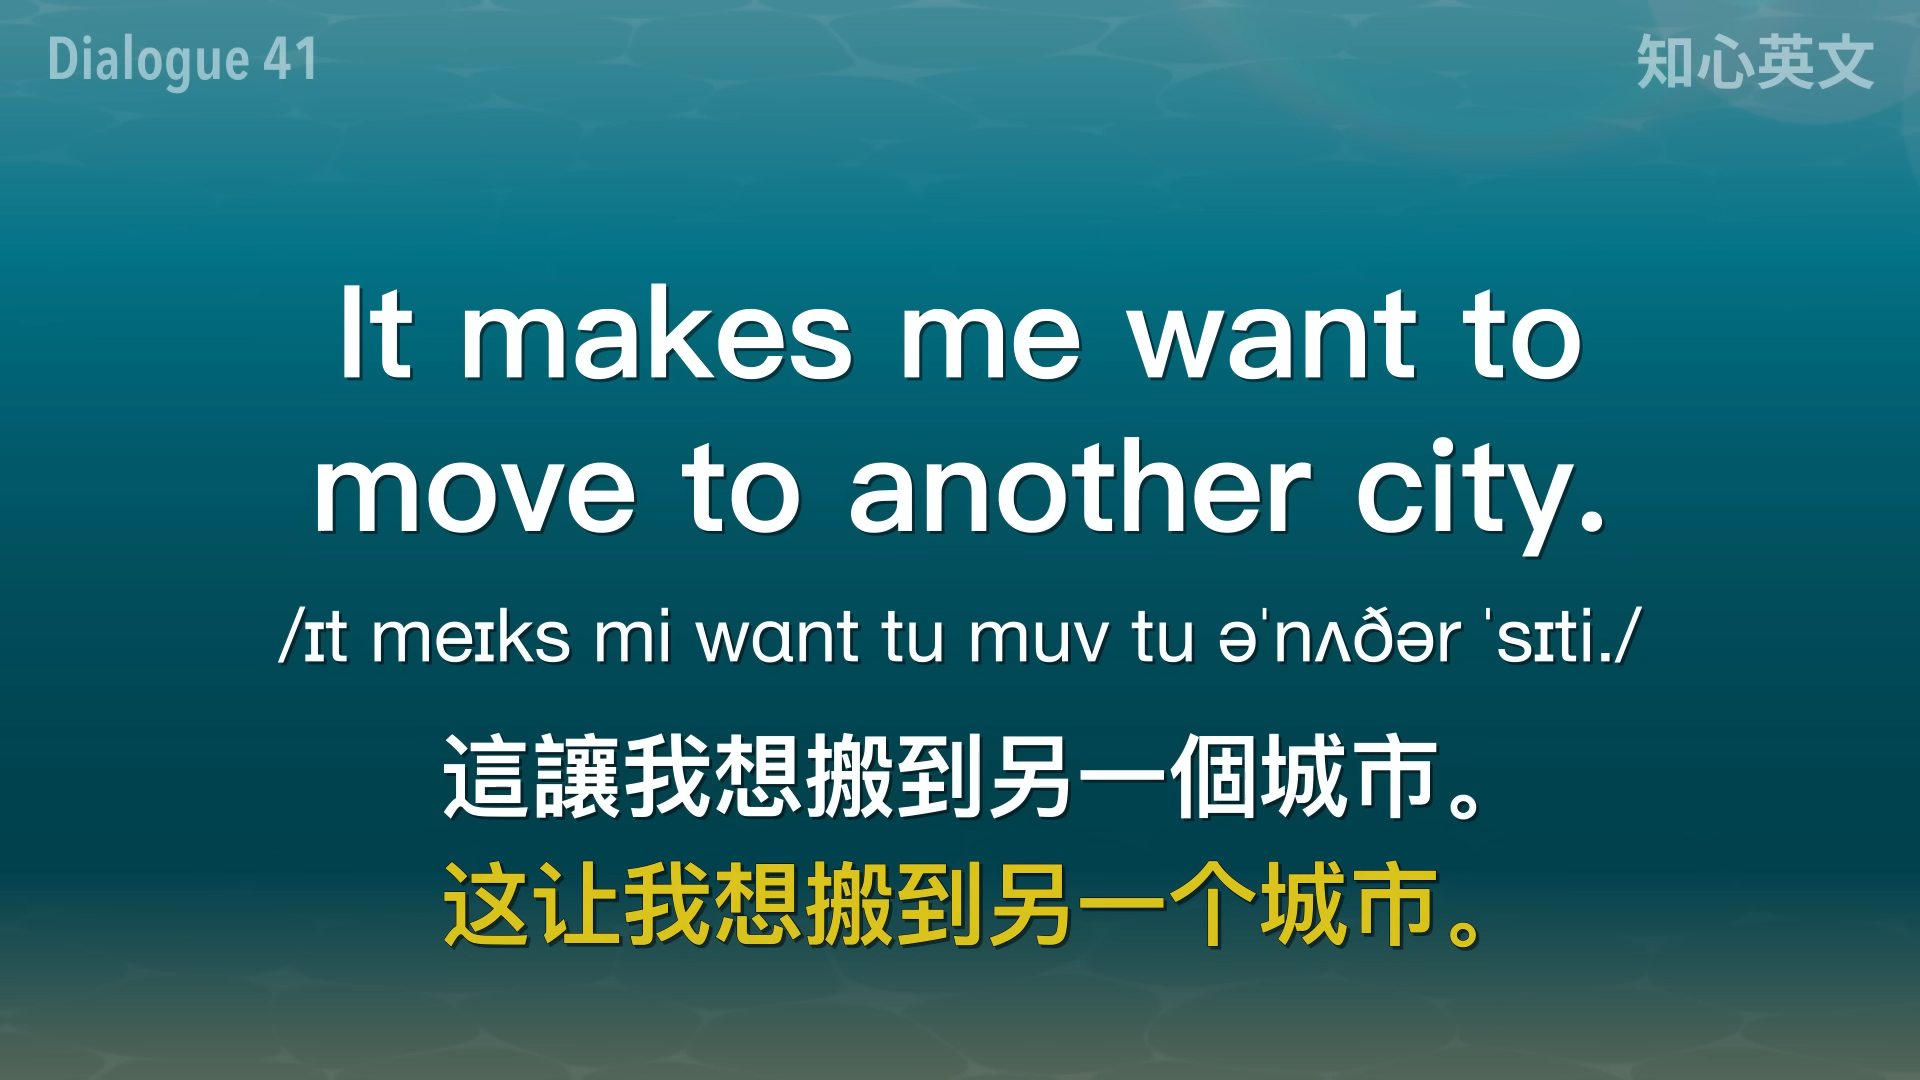 Dialogue 41
知心英文
It makes me want to
move to another city.
/ɪt meɪks mi wɑnt tu muv tu əˈnʌðər ˈsɪti./
這讓我想搬到另一個城市。
这让我想搬到另一个城市。